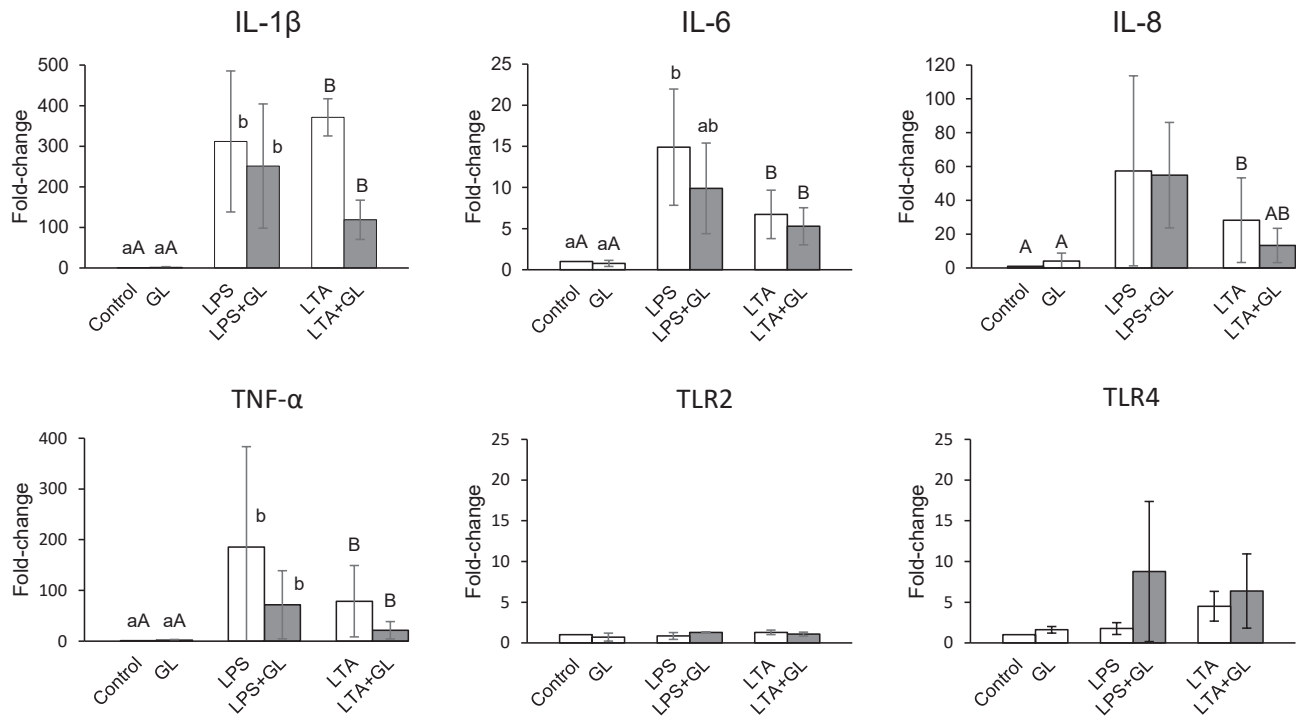 IL-1β
Fold-change
500
400
300
200
100
0
aA aA
b
b
B
B
Control
GL
LPS
LPS+GL
LTA
LTA+GL
IL-6
Fold-change
25
20
15
10
5
0
aA aA
b
ab
B
B
Control
GL
LPS
LPS+GL
LTA
LTA+GL
IL-8
Fold-change
120
100
80
60
40
20
0
A
A
B
AB
Control
GL
LPS
LPS+GL
LTA
LTA+GL
TNF-α
Fold-change
400
300
200
100
0
aA aA
b
b
B
B
Control
GL
LPS
LPS+GL
LTA
LTA+GL
TLR2
Fold-change
25
20
15
10
5
0
Control
GL
LPS
LPS+GL
LTA
LTA+GL
TLR4
Fold-change
25
20
15
10
5
0
Control
GL
LPS
LPS+GL
LTA
LTA+GL